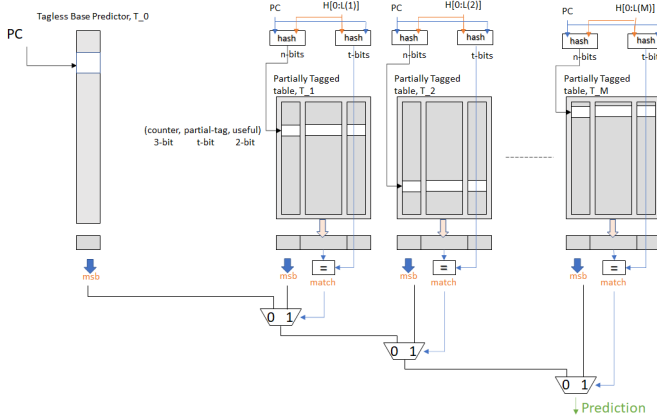 Tagless Base Predictor, T_0
PC
PC H[0:L(1)]
hash hash
n-bits t-bits
Partially Tagged
table, T_1
PC H[0:L(2)]
hash hash
n-bits t-bits
Partially Tagged
table, T_2
PC H[0:L(M)]
hash hash
n-bits t-bits
Partially Tagged
table, T_M
(counter, partial-tag, useful)
3-bit t-bit 2-bit
= = =
msb msb msb msb
match match match
0 1
0 1
0 1
Prediction